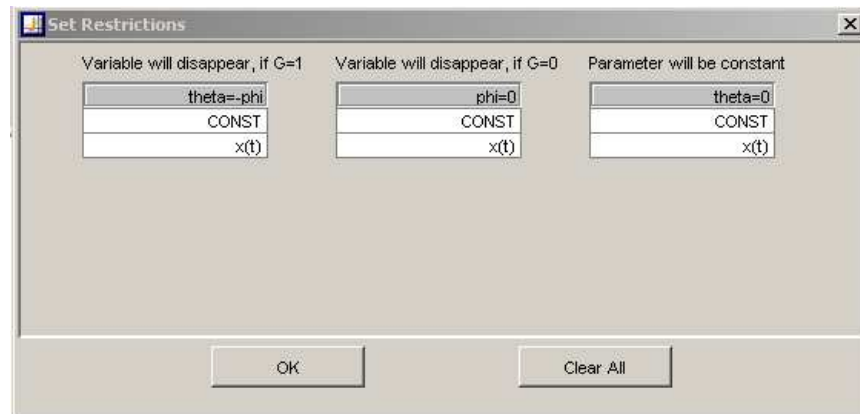 Set Restrictions
Variable will disappear, if G=1 Variable will disappear, if G=0 Parameter will be constant
theta=-phi phi=0 theta=0
CONST CONST CONST
x(t) x(t) x(t)
OK Clear All